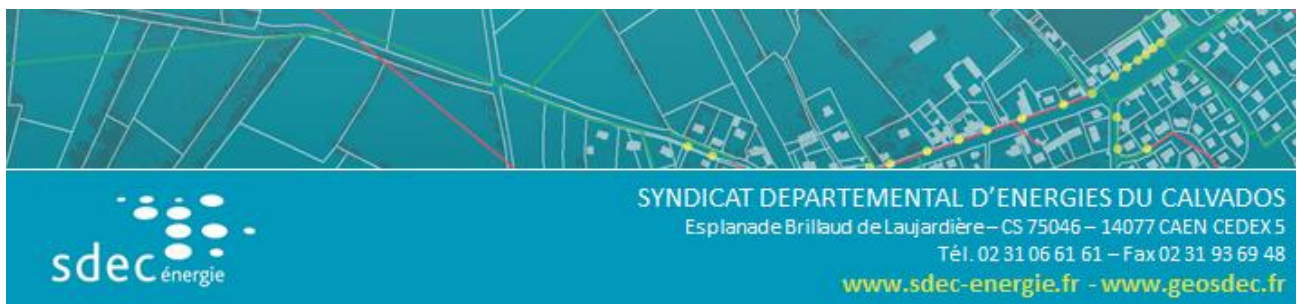 sdec énergie
SYNDICAT DEPARTEMENTAL D'ENERGIES DU CALVADOS
Esplanade Brillaud de Laujardière – CS 75046 – 14077 CAEN CEDEX 5
Tél. 02 31 06 61 61 – Fax 02 31 93 69 48
www.sdec-energie.fr - www.geosdec.fr